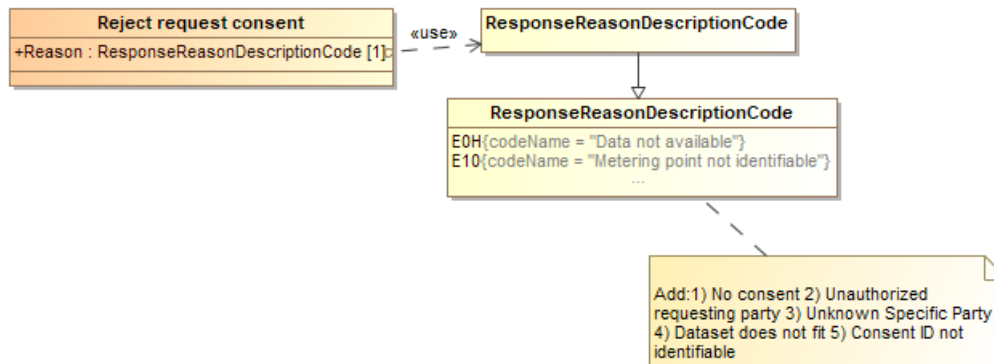 Reject request consent
+Reason : ResponseReasonDescriptionCode [1]
«use»
ResponseReasonDescriptionCode
ResponseReasonDescriptionCode
E0H{codeName = "Data not available"}
E10{codeName = "Metering point not identifiable"}
...
Add:1) No consent 2) Unauthorized
requesting party 3) Unknown Specific Party
4) Dataset does not fit 5) Consent ID not
identifiable